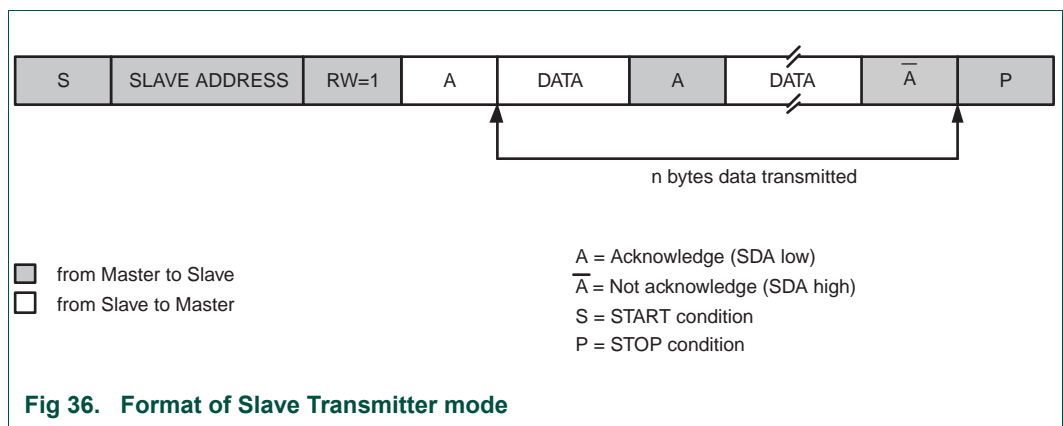 S SLAVE ADDRESS RW=1 A DATA A DATA A̅ P
n bytes data transmitted
from Master to Slave
from Slave to Master
A = Acknowledge (SDA low)
A̅ = Not acknowledge (SDA high)
S = START condition
P = STOP condition
Fig 36. Format of Slave Transmitter mode